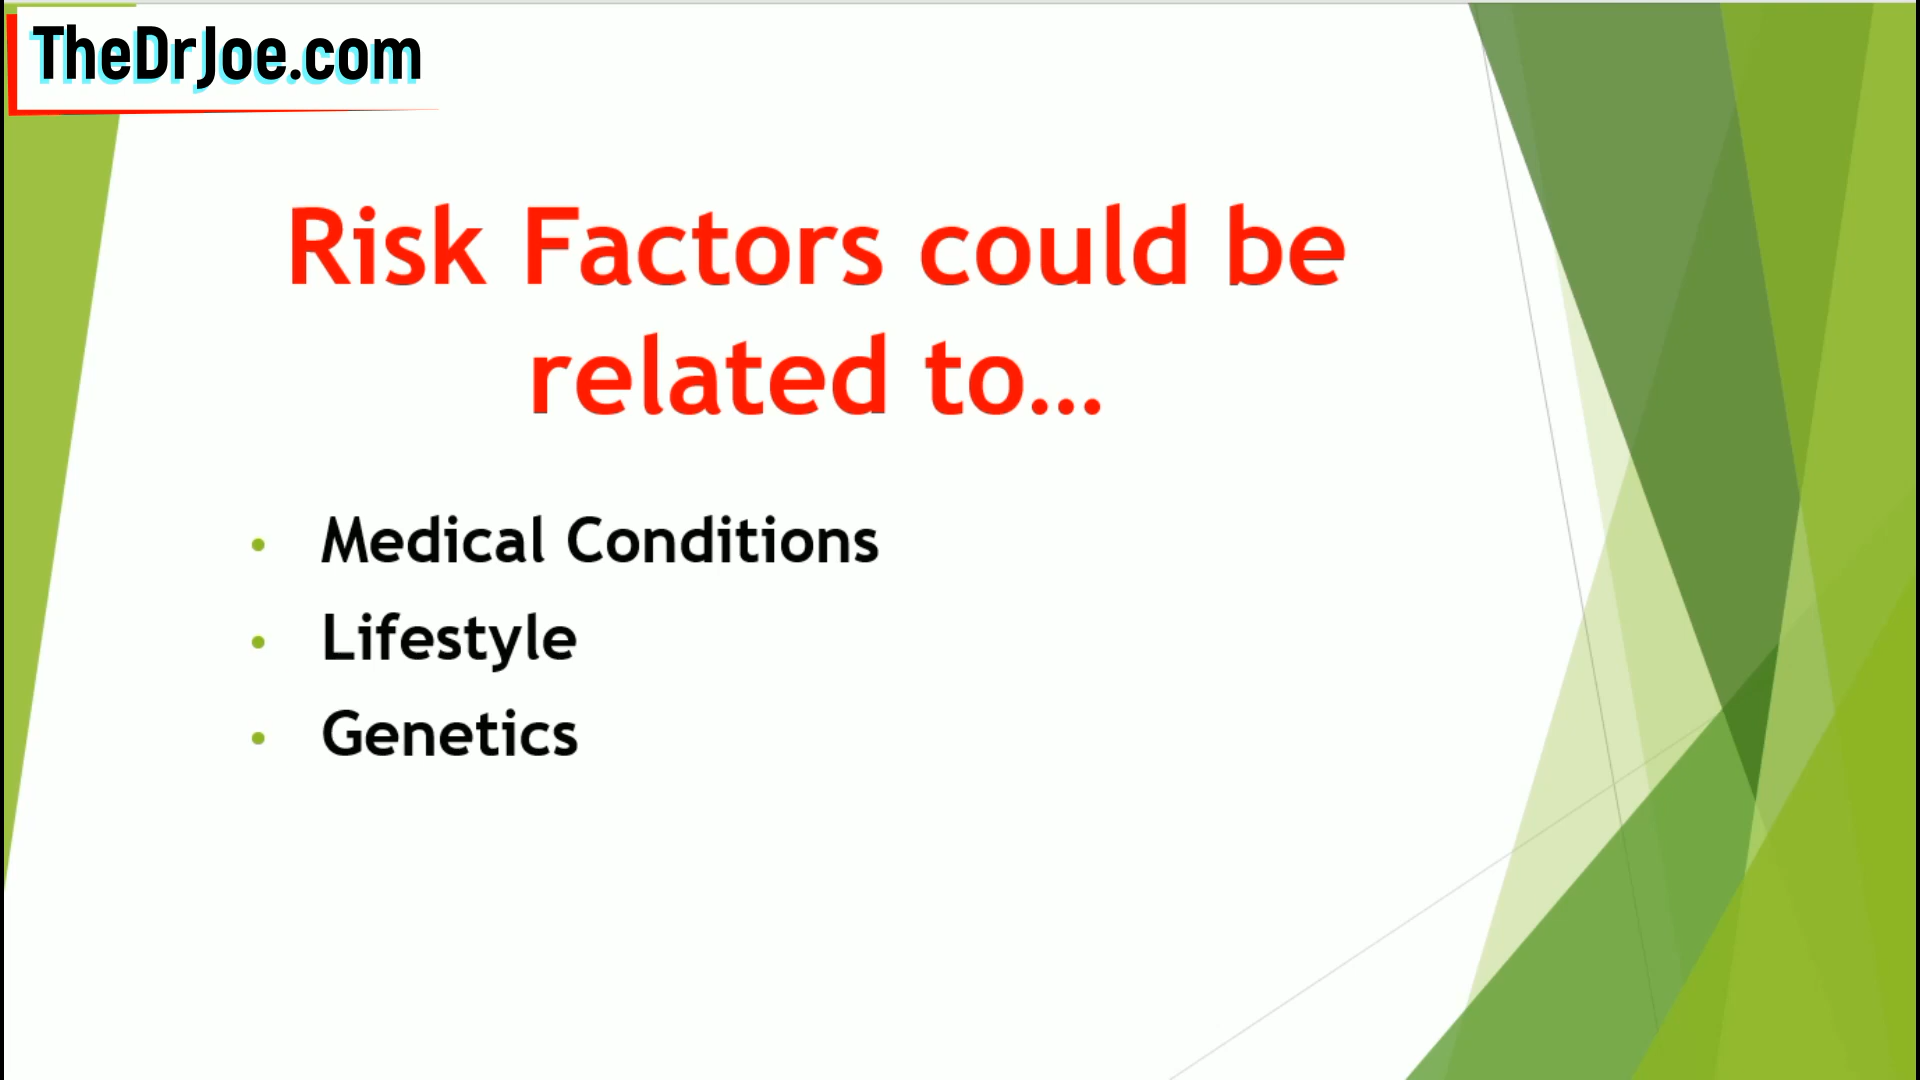 TheDrJoe.com
Risk Factors could be
related to...
• Medical Conditions
• Lifestyle
• Genetics